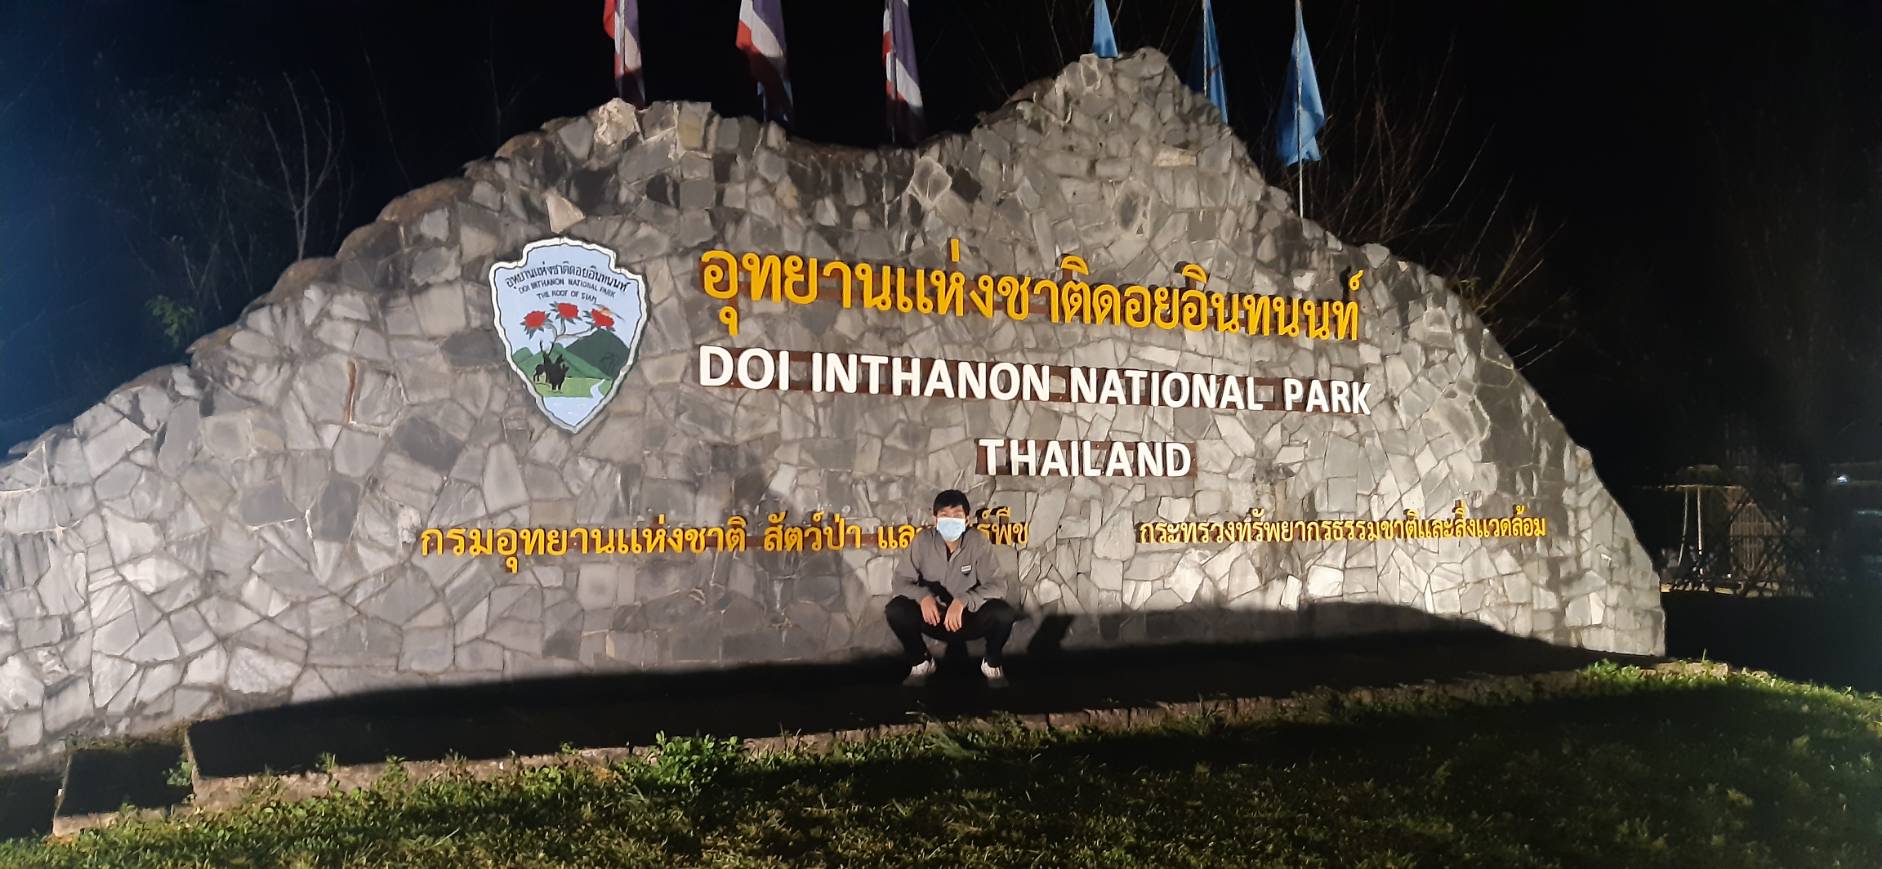 อุทยานแห่งชาติดอยอินทนนท์
DOI INTHANON NATIONAL PARK
THE ROOF OF SIAM
อุทยานแห่งชาติดอยอินทนนท์
DOI INTHANON NATIONAL PARK
THAILAND
กรมอุทยานแห่งชาติ สัตว์ป่า
กระทรวงทรัพยากรธรรมชาติและสิ่งแวดล้อม